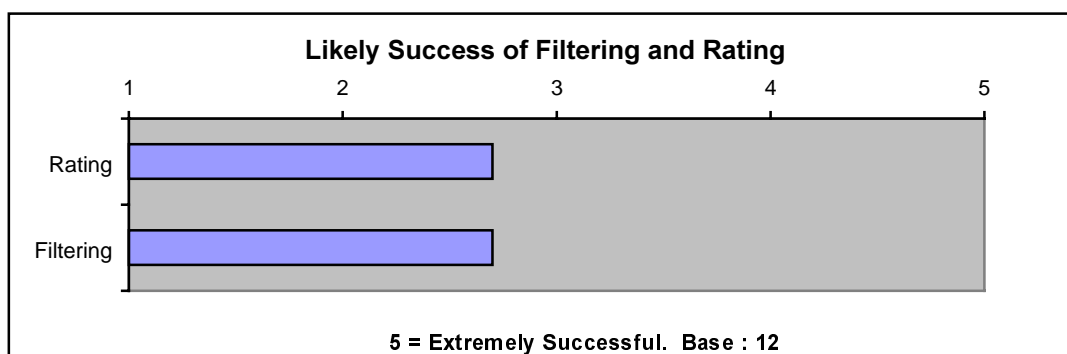 Likely Success of Filtering and Rating
1 2 3 4 5
Rating
Filtering
5 = Extremely Successful. Base : 12